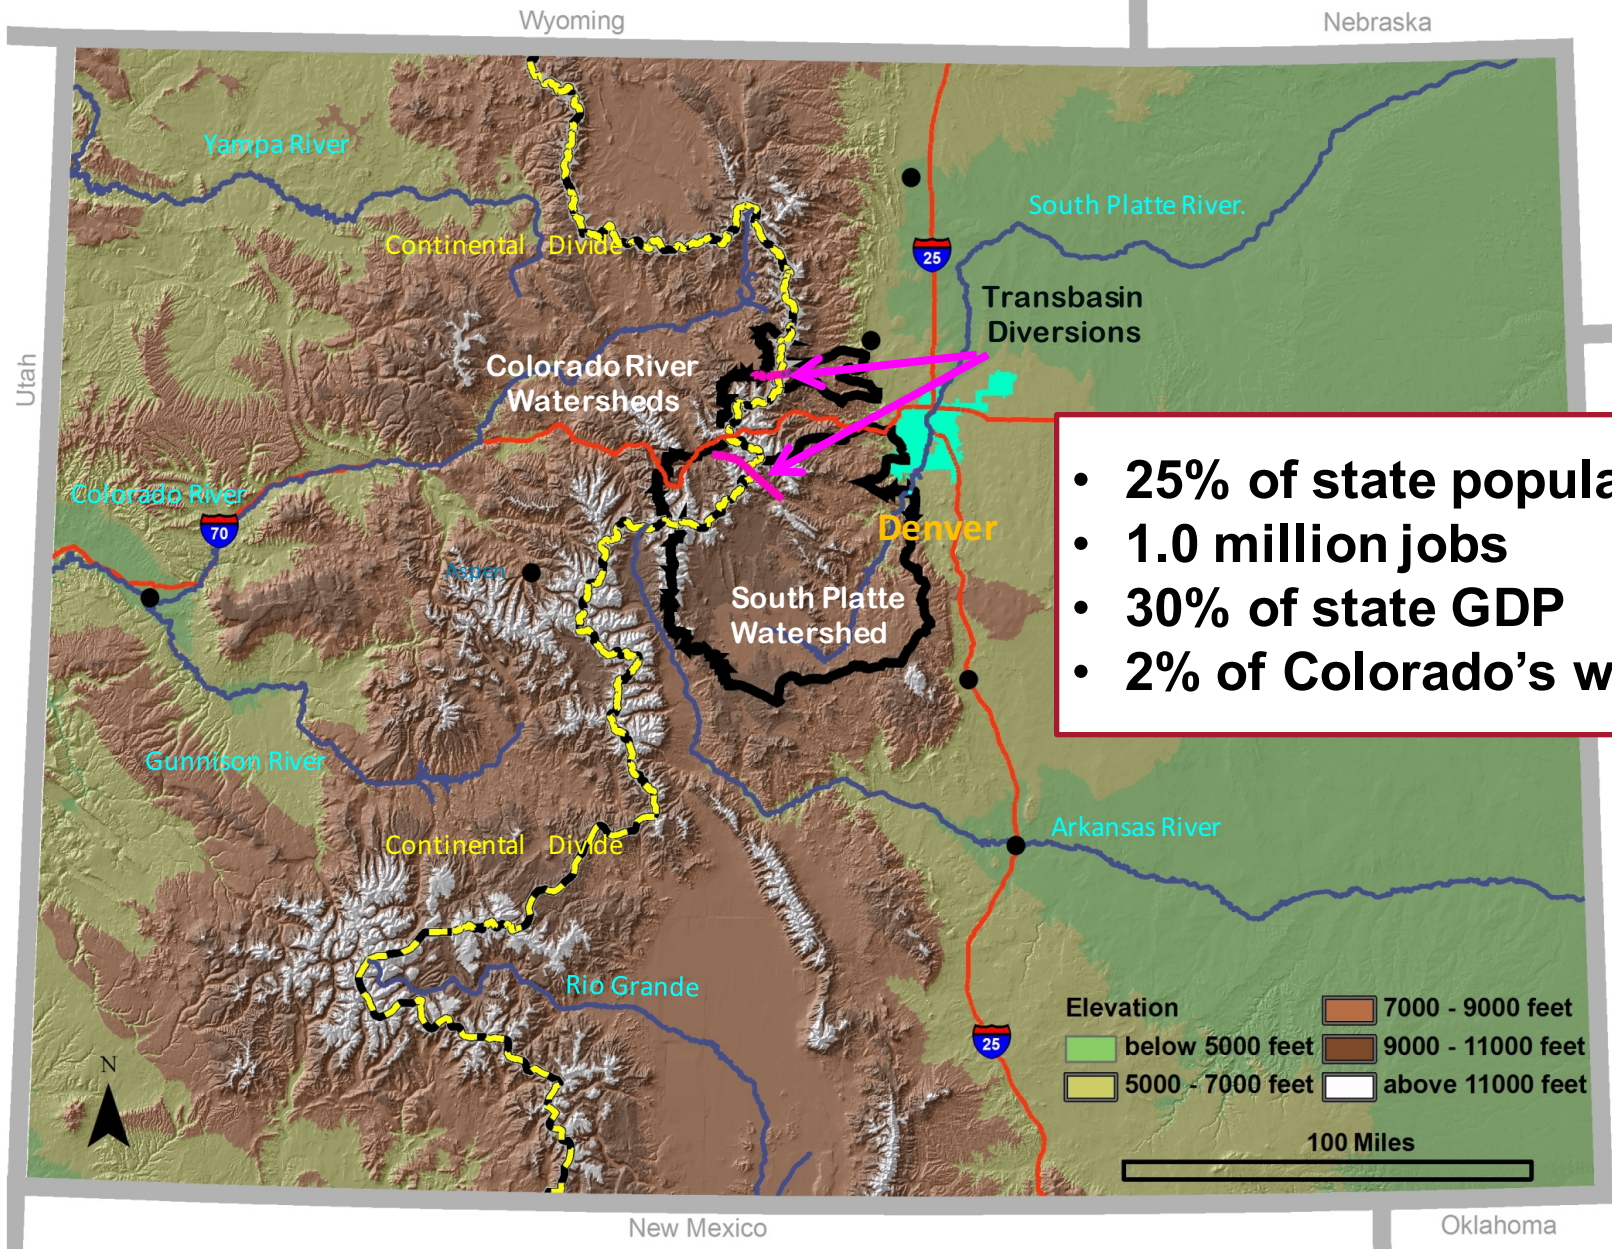 Wyoming
Nebraska
Utah
Yampa River
South Platte River.
Continental Divide
25
Transbasin
Diversions
Colorado River
Watersheds
Colorado River
70
• 25% of state popula
• 1.0 million jobs
• 30% of state GDP
• 2% of Colorado’s w
Denver
Aspen
South Platte
Watershed
Gunnison River
Continental Divide
Arkansas River
Rio Grande
25
Elevation
below 5000 feet
5000 - 7000 feet
7000 - 9000 feet
9000 - 11000 feet
above 11000 feet
N
100 Miles
New Mexico
Oklahoma